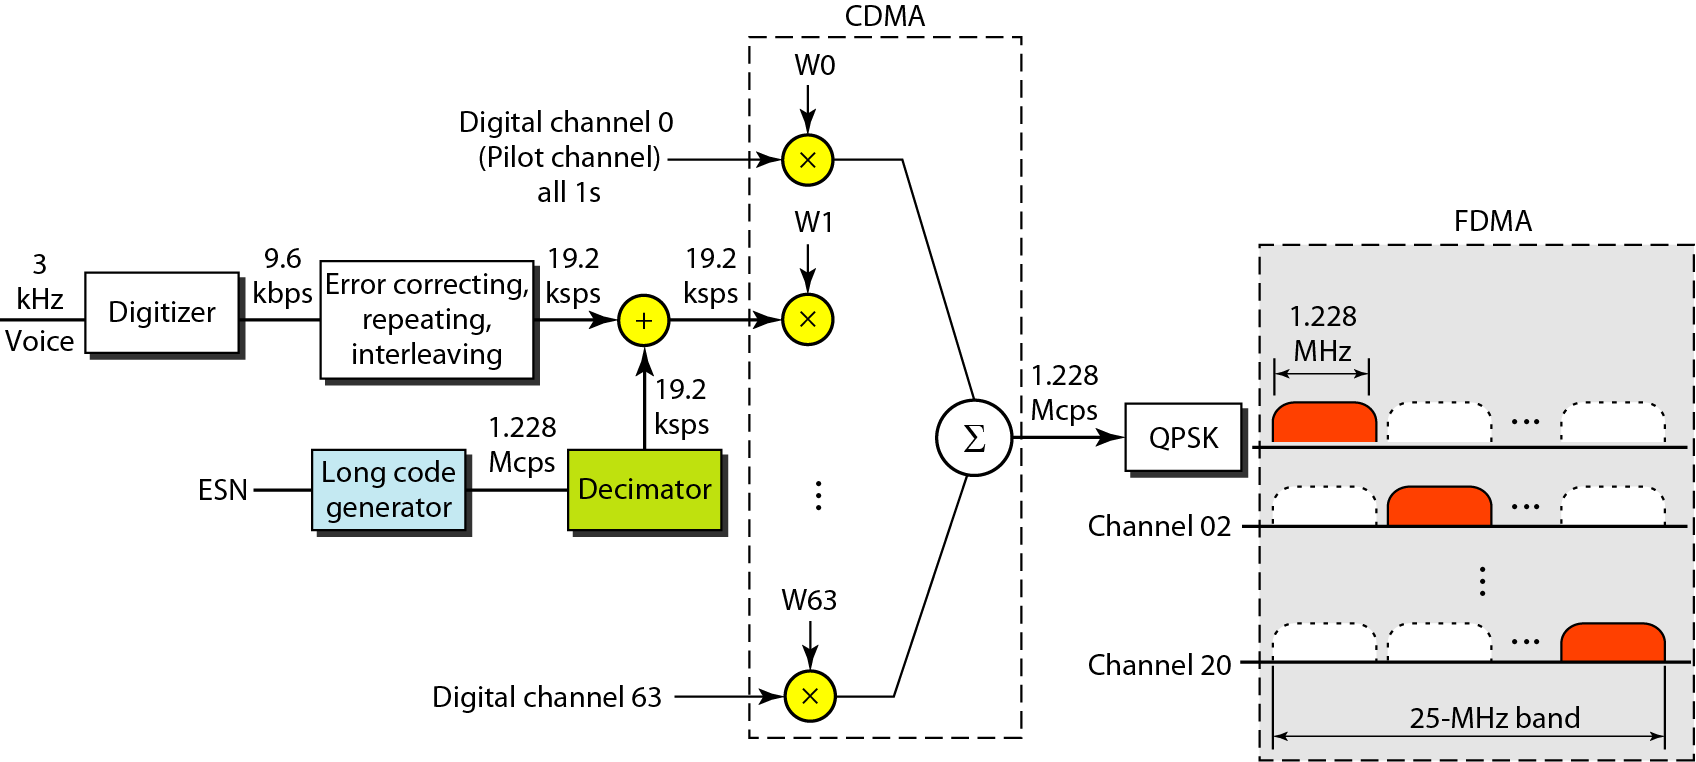 CDMA
W0
Digital channel 0
(Pilot channel)
all 1s
W1
3
kHz
Voice
Digitizer
9.6
kbps
Error correcting,
repeating,
interleaving
19.2
ksps
+
19.2
ksps
×
×
19.2
ksps
ESN
Long code
generator
1.228
Mcps
Decimator
W63
×
Digital channel 63
Σ
1.228
Mcps
QPSK
FDMA
1.228
MHz
...
Channel 02
...
Channel 20
...
25-MHz band